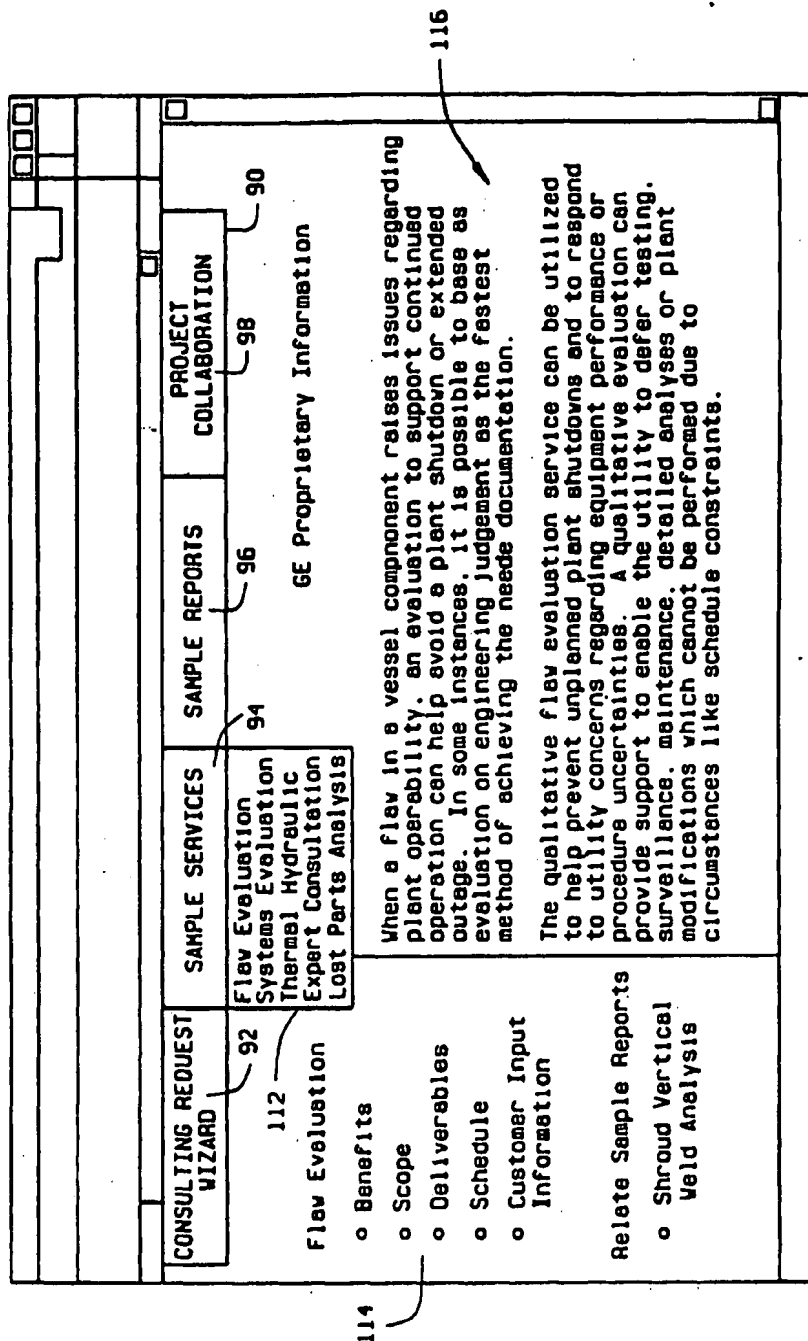 CONSULTING REQUEST
WIZARD
92
SAMPLE SERVICES
94
SAMPLE REPORTS
96
PROJECT
COLLABORATION
98
90
Flaw Evaluation
Systems Evaluation
Thermal Hydraulic
Expert Consultation
Lost Parts Analysis
112
GE Proprietary Information
Flaw Evaluation
o Benefits
o Scope
o Deliverables
o Schedule
o Customer Input
Information
114
Relate Sample Reports
o Shroud Vertical
Weld Analysis
When a flaw in a vessel compnonent raises issues regarding
plant operability, an evaluation to support continued
operation can help avoid a plant shutdown or extended
outage. In some instances, it is possible to base as
evaluation on engineering judgement as the fastest
method of achieving the neede documentation.
116
The qualitative flaw evaluation service can be utilized
to help prevent unplanned plant shutdowns and to respond
to utility concerns regarding equipment performance or
procedure uncertainties. A qualitative evaluation can
provide support to enable the utility to defer testing,
surveillance, maintenance, detailed analyses or plant
modifications which cannot be performed due to
circumstances like schedule constraints.